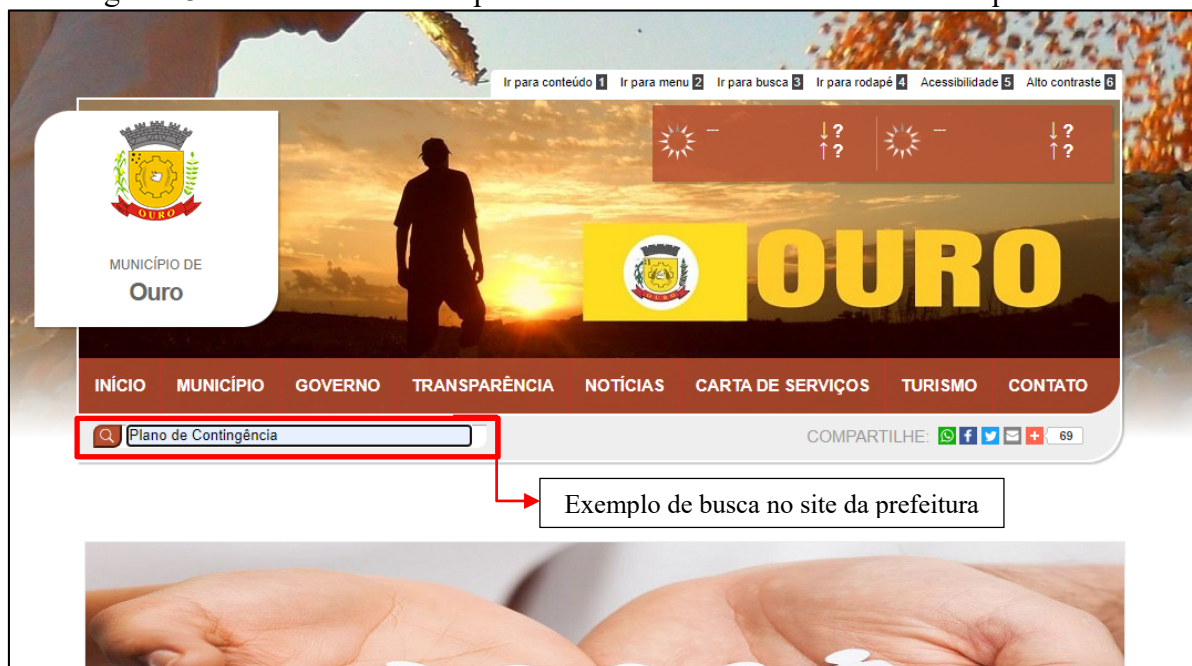 Ir para conteúdo 1 Ir para menu 2 Ir para busca 3 Ir para rodapé 4 Acessibilidade 5 Alto contraste 6
-- ↓? ↑? -- ↓? ↑?
OURO
MUNICÍPIO DE
Ouro
OURO
OURO
INÍCIO MUNICÍPIO GOVERNO TRANSPARÊNCIA NOTÍCIAS CARTA DE SERVIÇOS TURISMO CONTATO
Plano de Contingência
COMPARTILHE: 69
Exemplo de busca no site da prefeitura